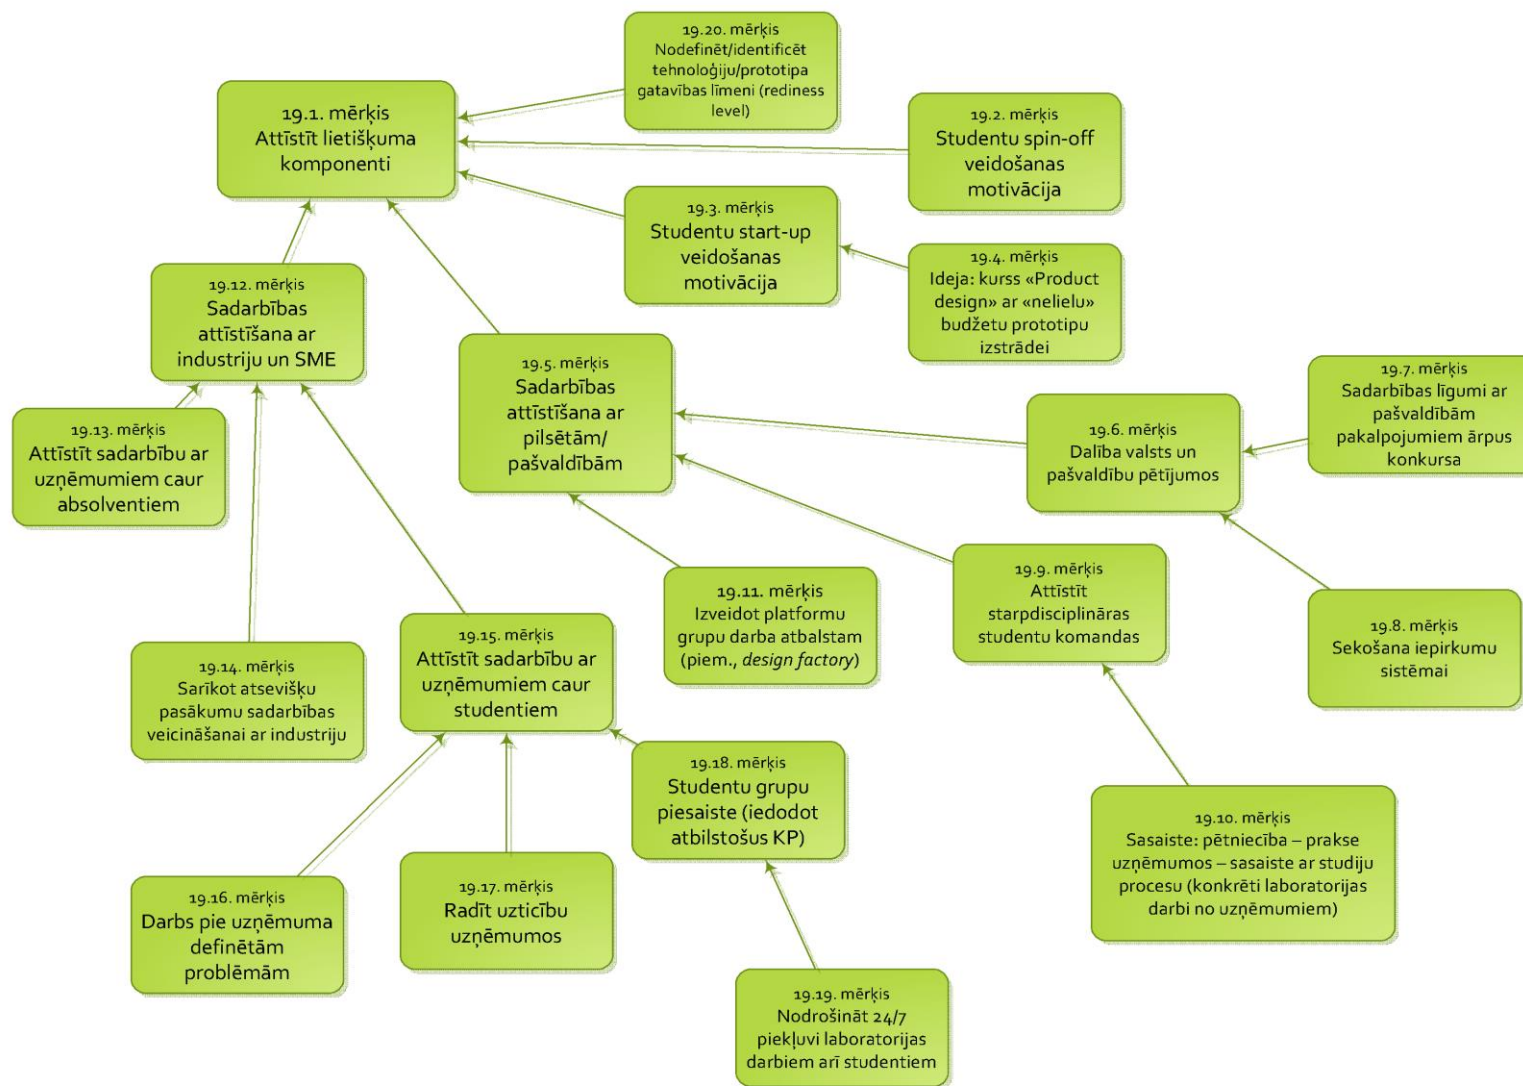 19.20. mērķis
Nodefinēt/identificēt
tehnoloģiju/prototipa
gatavības līmeni (rediness
level)
19.1. mērķis
Attīstīt lietišķuma
komponenti
19.2. mērķis
Studentu spin-off
veidošanas
motivācija
19.3. mērķis
Studentu start-up
veidošanas
motivācija
19.4. mērķis
Ideja: kurss «Product
design» ar «nelielu»
budžetu prototipu
izstrādei
19.12. mērķis
Sadarbības
attīstīšana ar
industriju un SME
19.5. mērķis
Sadarbības
attīstīšana ar
pilsētām/
pašvaldībām
19.7. mērķis
Sadarbības līgumi ar
pašvaldībām
pakalpojumiem ārpus
konkursa
19.6. mērķis
Dalība valsts un
pašvaldību pētījumos
19.13. mērķis
Attīstīt sadarbību ar
uzņēmumiem caur
absolventiem
19.9. mērķis
Attīstīt
starpdisciplināras
studentu komandas
19.11. mērķis
Izveidot platformu
grupu darba atbalstam
(piem., design factory)
19.8. mērķis
Sekošana iepirkumu
sistēmai
19.15. mērķis
Attīstīt sadarbību ar
uzņēmumiem caur
studentiem
19.14. mērķis
Sarīkot atsevišķu
pasākumu sadarbības
veicināšanai ar industriju
19.18. mērķis
Studentu grupu
piesaiste (iedodot
atbilstošus KP)
19.10. mērķis
Sasaiste: pētniecība – prakse
uzņēmumos – sasaiste ar studiju
procesu (konkrēti laboratorijas
darbi no uzņēmumiem)
19.16. mērķis
Darbs pie uzņēmuma
definētām
problēmām
19.17. mērķis
Radīt uzticību
uzņēmumos
19.19. mērķis
Nodrošināt 24/7
piekļuvi laboratorijas
darbiem arī studentiem